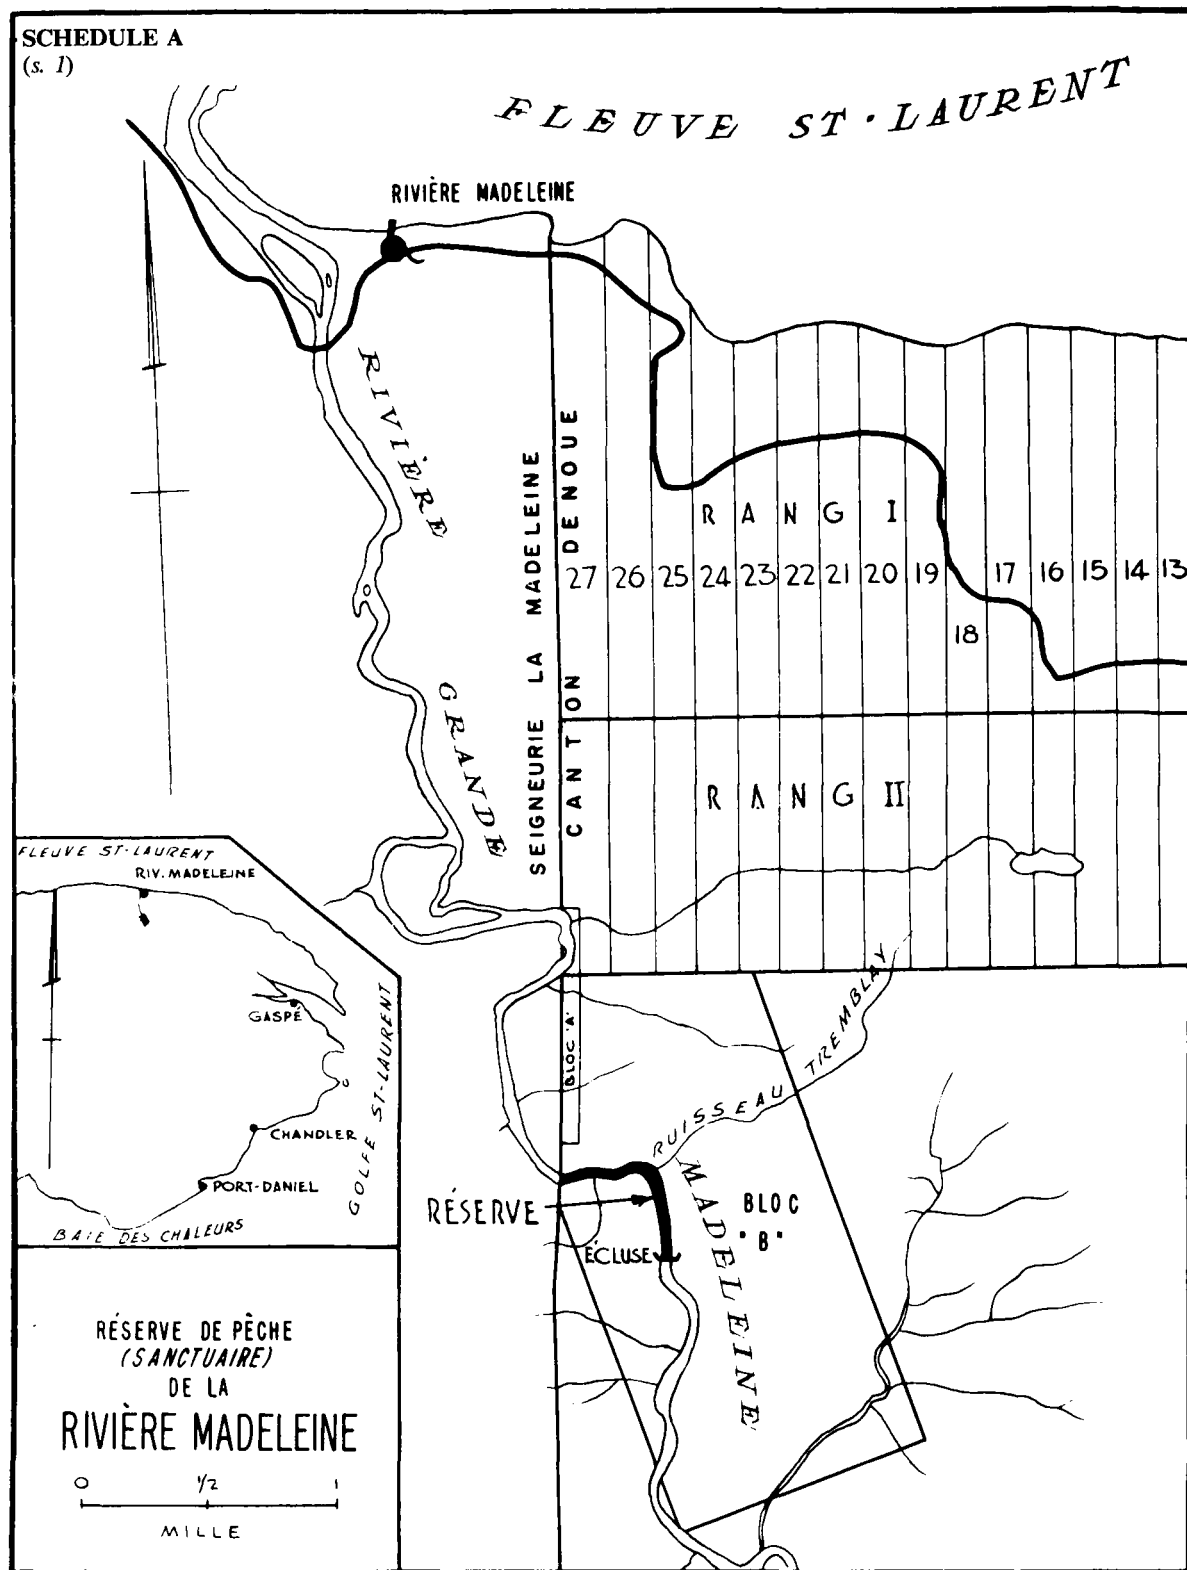 SCHEDULE A
(s. 1)
FLEUVE ST-LAURENT
RIVIÈRE MADELEINE
RIVIÈRE
GRANDE
SEIGNEURIE LA MADELEINE
CANTON DENOUE
RANG I
27 26 25 24 23 22 21 20 19 17 16 15 14 13
18
RANG II
FLEUVE ST-LAURENT
RIV. MADELEINE
GASPÉ
GOLFE ST-LAURENT
CHANDLER
PORT-DANIEL
BAIE DES CHALEURS
BLOC "A"
RUISSEAU TREMBLAY
MADELEINE
RÉSERVE
BLOC
"B"
ÉCLUSE
RÉSERVE DE PÊCHE
(SANCTUAIRE)
DE LA
RIVIÈRE MADELEINE
0 1/2 1
MILLE